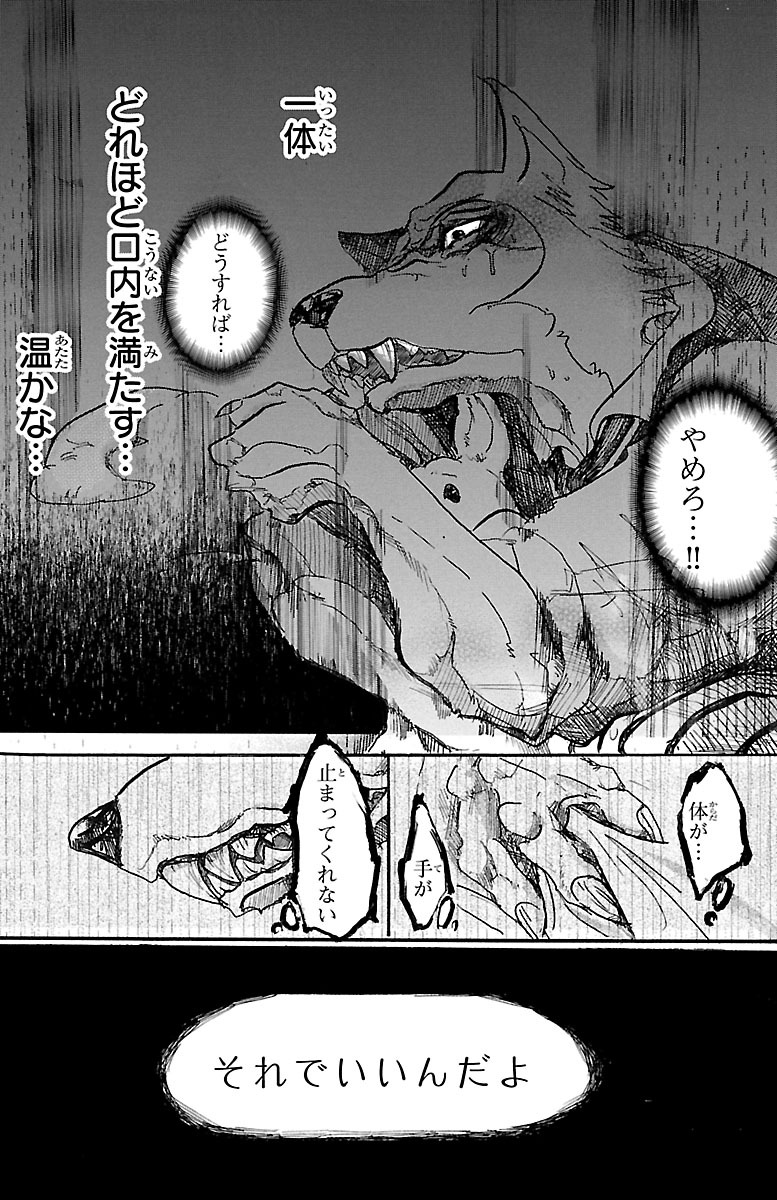 やめろ…!!
一体
どうすれば…
どれほど口内を満たす…
温かな…
体が…
手が
止まってくれない
それでいいんだよ